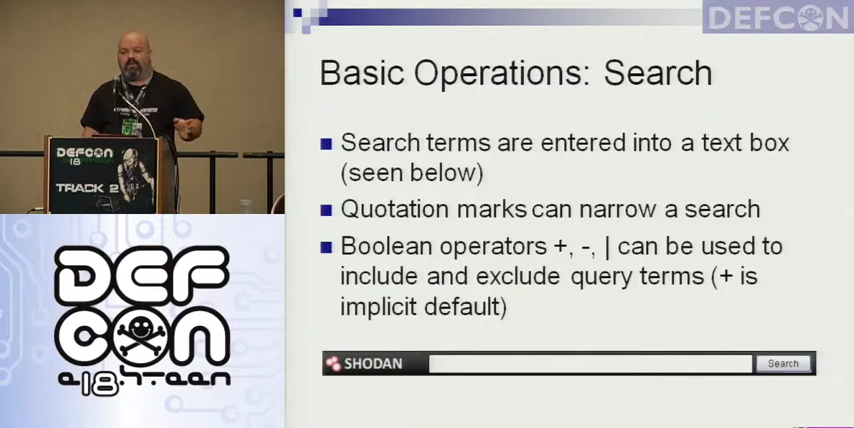 DEFCON
Basic Operations: Search
Search terms are entered into a text box
(seen below)
Quotation marks can narrow a search
Boolean operators +, -, | can be used to
include and exclude query terms (+ is
implicit default)
SHODAN
Search
DEFCON
18
TRACK 2
DEF
CON